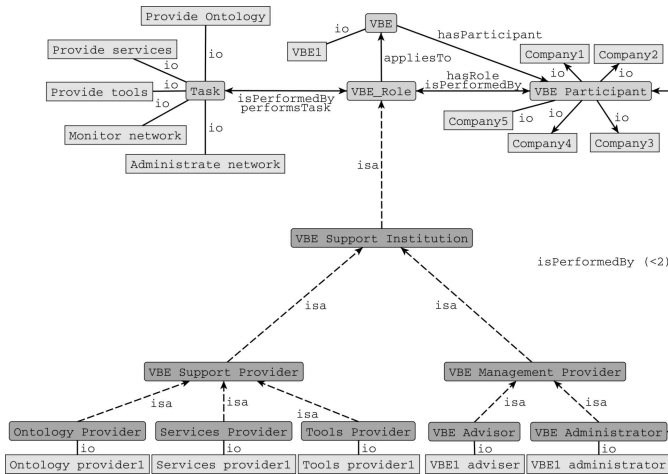 Provide Ontology
VBE
io
hasParticipant
io
VBE1
Company1
Company2
Provide services
io
appliesTo
io
io
io
Provide tools
io
Task
isPerformedBy
performsTask
VBE_Role
hasRole
isPerformedBy
VBE Participant
io
Company5
io
io
io
Monitor network
io
Company4
Company3
Administrate network
isa
VBE Support Institution
isPerformedBy (<2)
isa
isa
VBE Support Provider
VBE Management Provider
isa
isa
isa
isa
isa
Ontology Provider
Services Provider
Tools Provider
VBE Advisor
VBE Administrator
io
io
io
io
io
Ontology provider1
Services provider1
Tools provider1
VBE1 adviser
VBE1 administrator